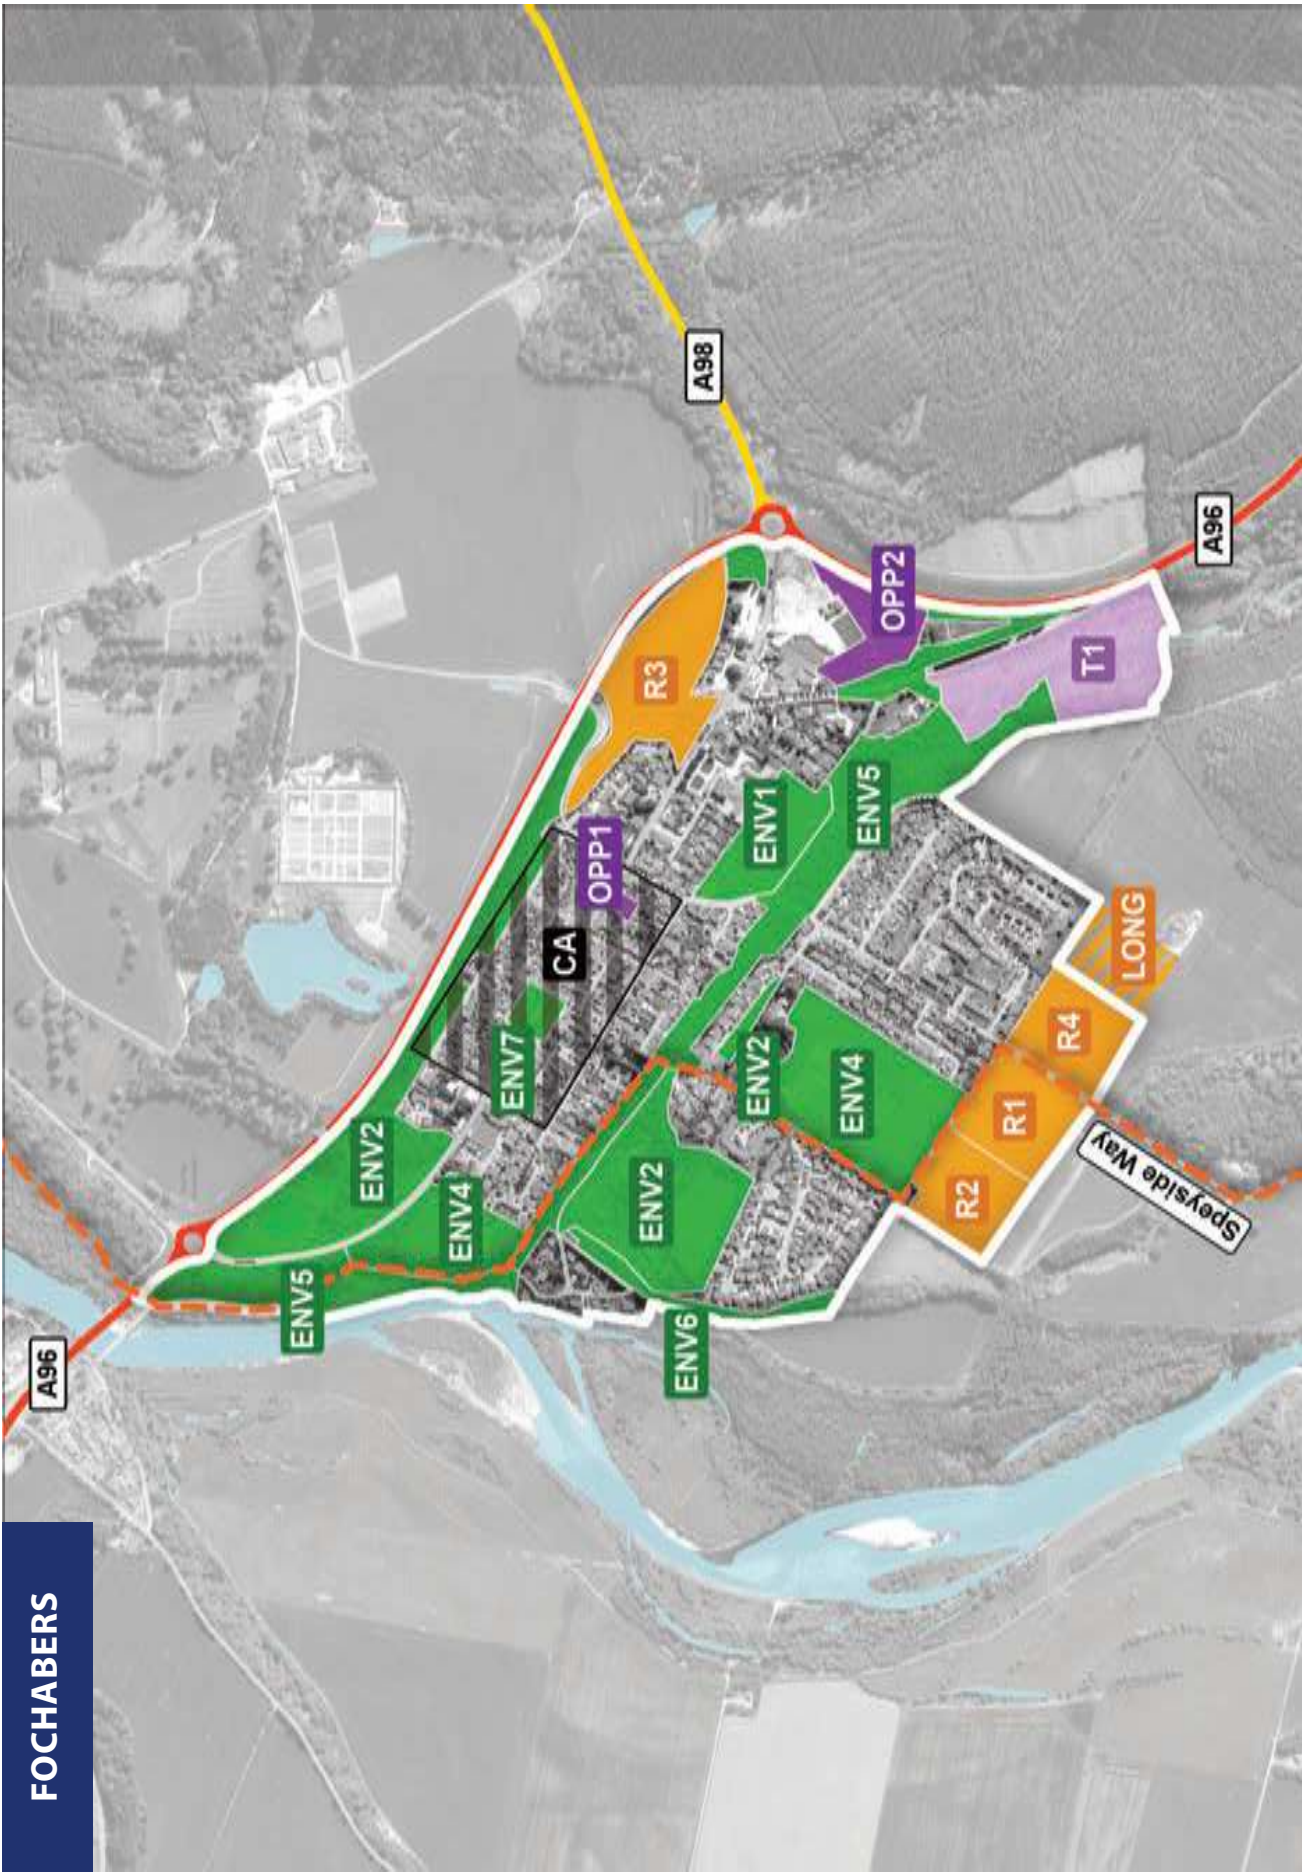 FOCHABERS
A96
ENV5
ENV2
ENV4
ENV7
CA
OPP1
ENV2
R3
ENV6
A98
ENV2
ENV1
ENV4
ENV5
OPP2
R2
R1
R4
T1
LONG
Speyside Way
A96